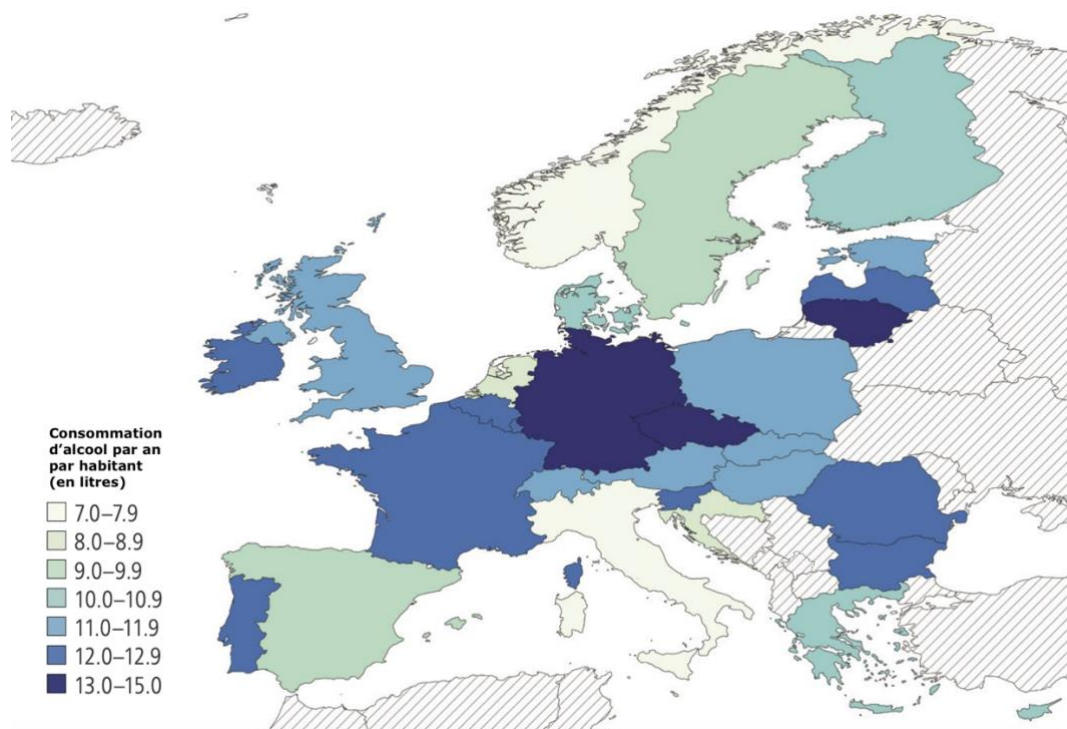 Consommation
d'alcool par an
par habitant
(en litres)
7.0–7.9
8.0–8.9
9.0–9.9
10.0–10.9
11.0–11.9
12.0–12.9
13.0–15.0